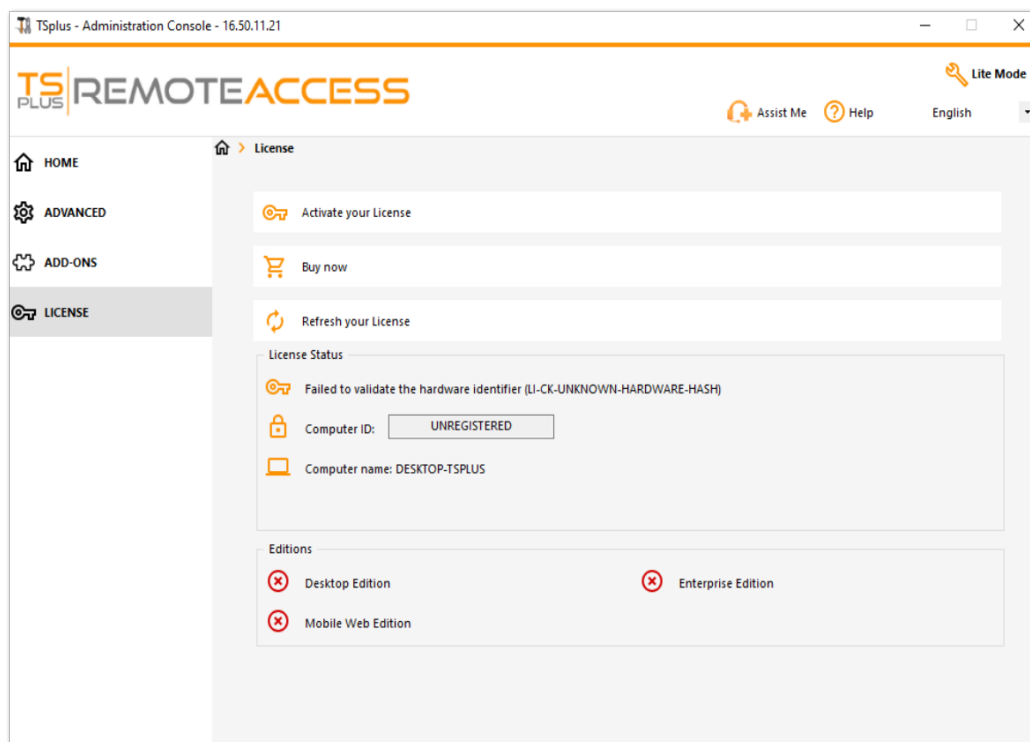 TSplus - Administration Console - 16.50.11.21
TS PLUS REMOTEACCESS
Lite Mode
Assist Me
Help
English
HOME
ADVANCED
ADD-ONS
LICENSE
License
Activate your License
Buy now
Refresh your License
License Status
Failed to validate the hardware identifier (LI-CK-UNKNOWN-HARDWARE-HASH)
Computer ID: UNREGISTERED
Computer name: DESKTOP-TSPLUS
Editions
Desktop Edition
Enterprise Edition
Mobile Web Edition